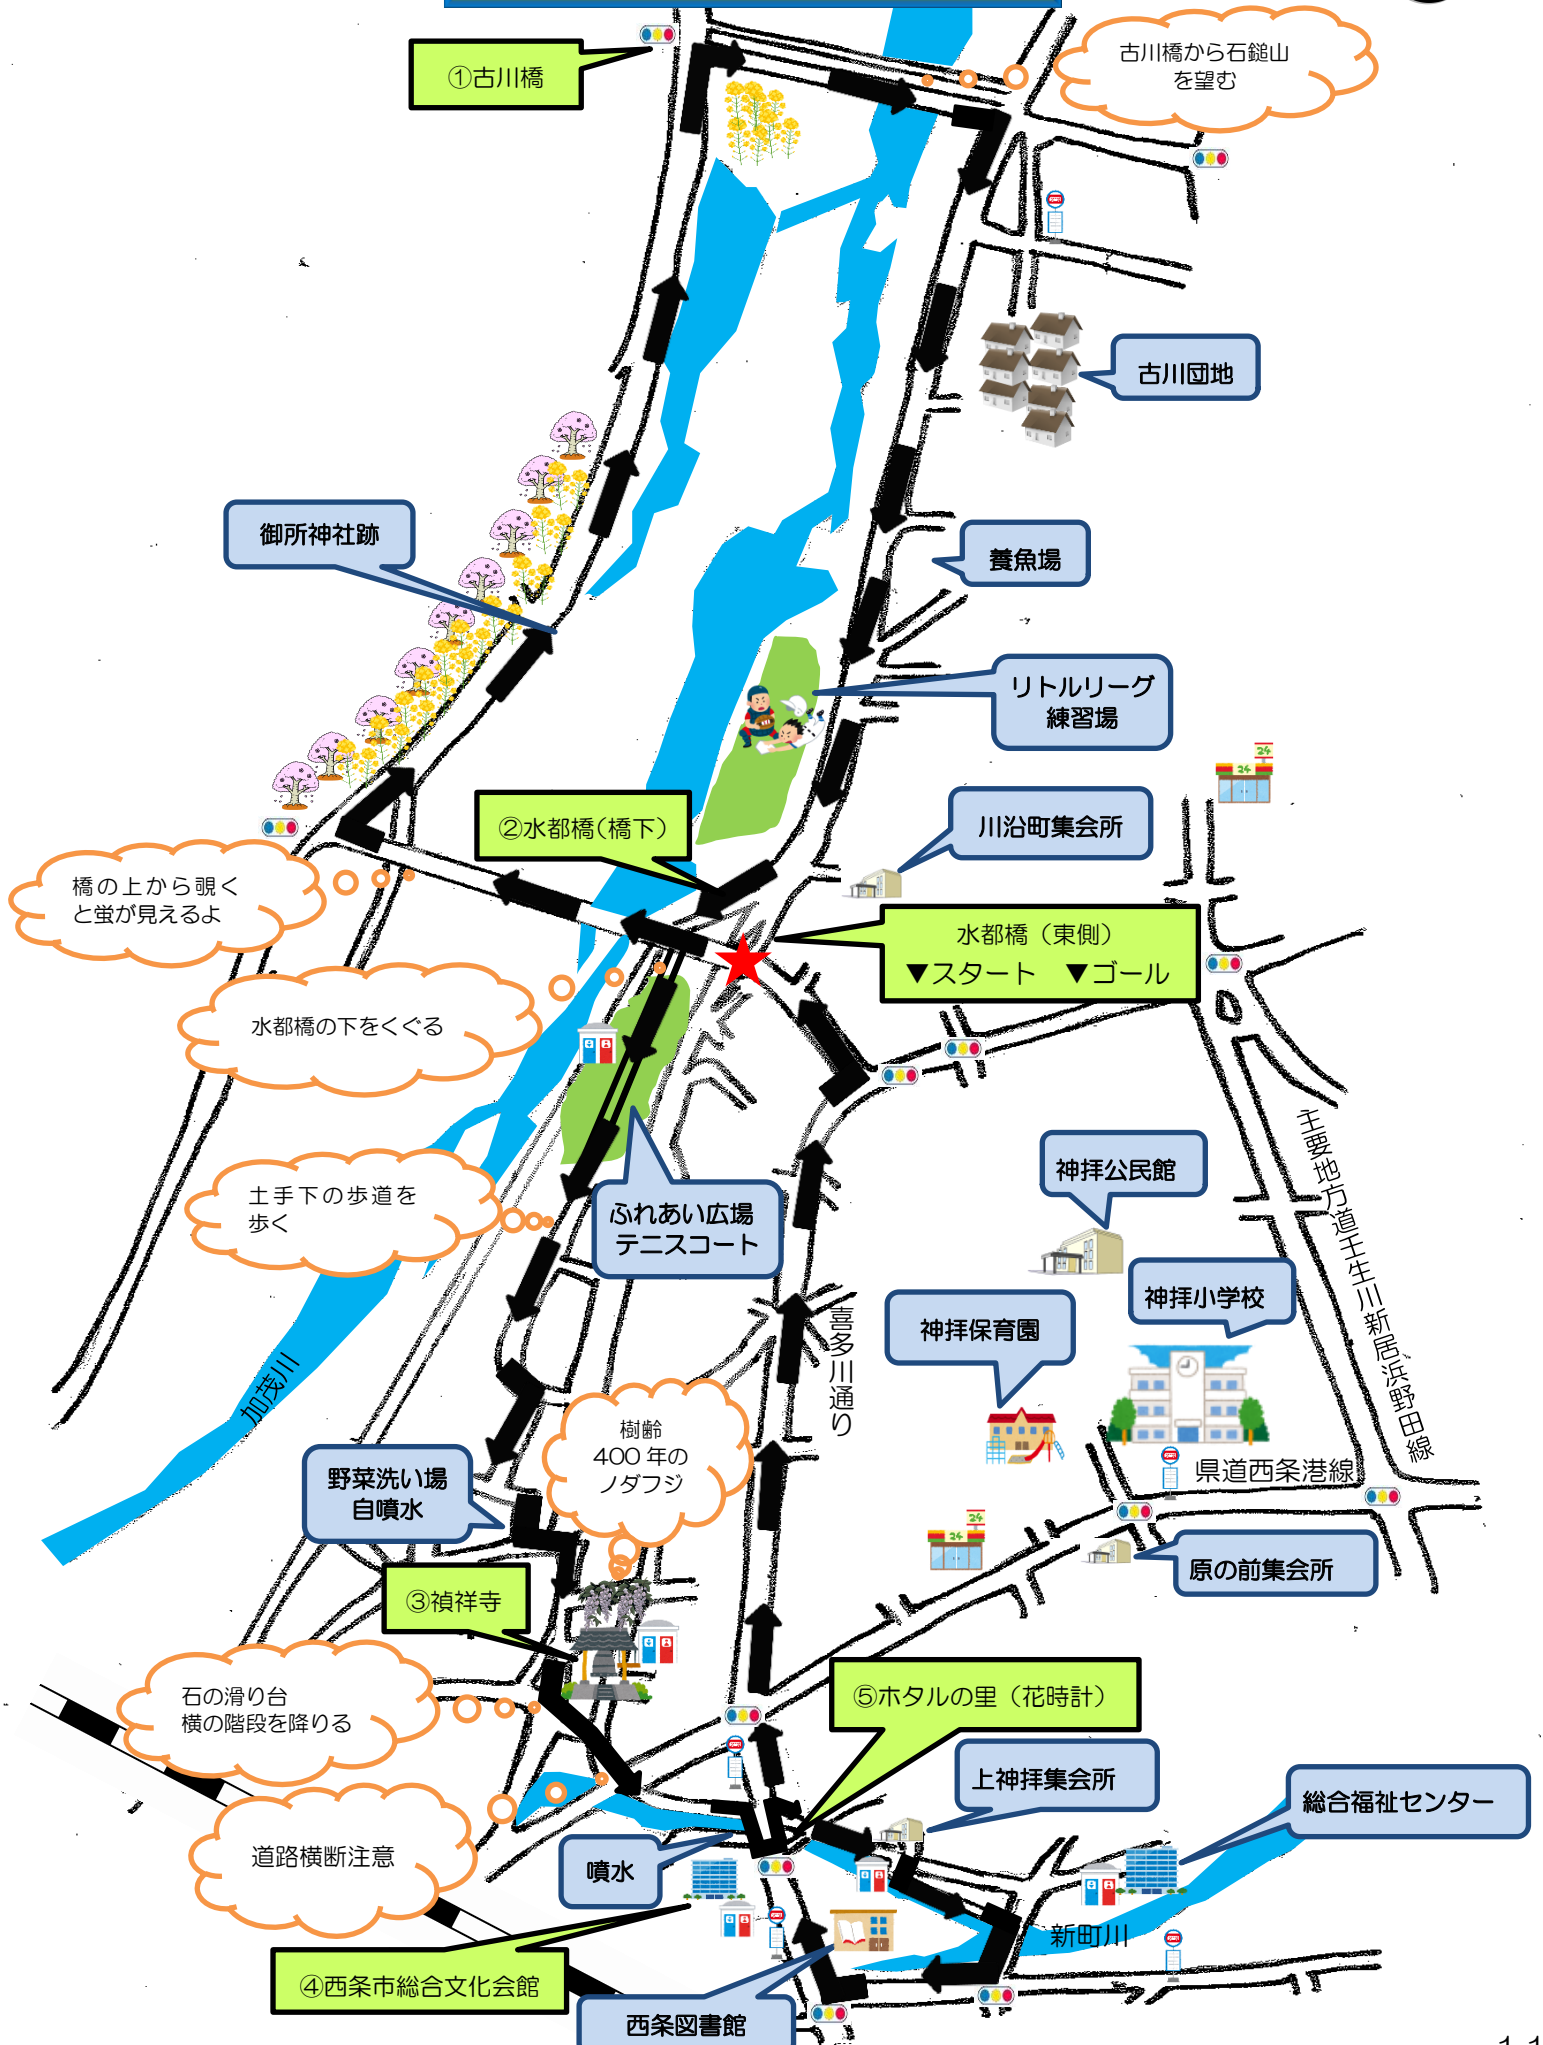 ①古川橋
古川橋から石鎚山
を望む
古川団地
御所神社跡
養魚場
リトルリーグ
練習場
24
24
②水都橋(橋下)
川沿町集会所
橋の上から覗く
と蛍が見えるよ
水都橋(東側)
▼スタート ▼ゴール
水都橋の下をくぐる
土手下の歩道を
歩く
ふれあい広場
テニスコート
神拝公民館
神拝小学校
主要地方道壬生川新居浜野田線
神拝保育園
喜多川通り
加茂川
樹齢
400年の
ノダフジ
野菜洗い場
自噴水
県道西条港線
24
24
原の前集会所
③禎祥寺
石の滑り台
横の階段を降りる
⑤ホタルの里(花時計)
上神拝集会所
総合福祉センター
道路横断注意
噴水
新町川
④西条市総合文化会館
西条図書館
11